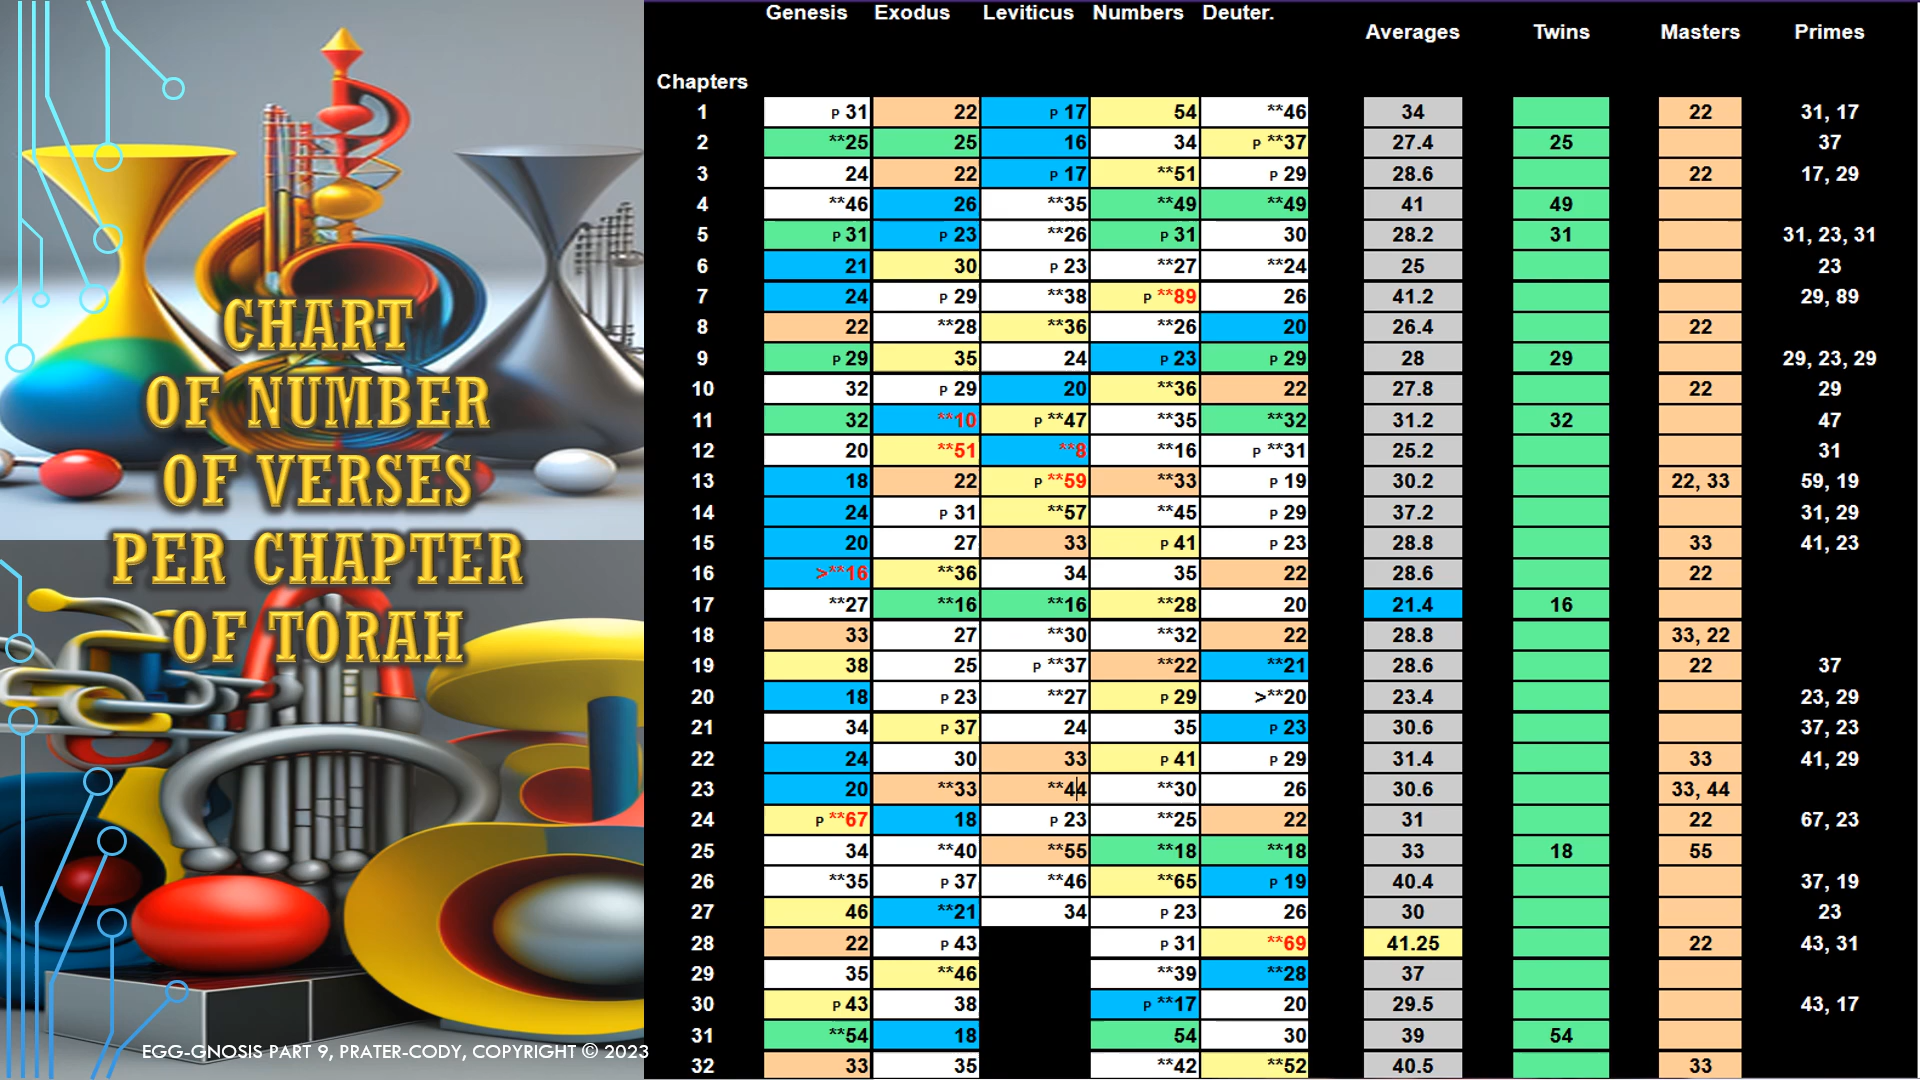 CHART
OF NUMBER
OF VERSES
PER CHAPTER
OF TORAH
EGG-GNOSIS PART 9, PRATER-CODY, COPYRIGHT © 2023
Genesis Exodus Leviticus Numbers Deuter. Averages Twins Masters Primes
Chapters
1 P 31 22 P 17 54 **46 34 22 31, 17
2 **25 25 16 34 P **37 27.4 25 37
3 24 22 P 17 **51 P 29 28.6 22 17, 29
4 **46 26 **35 **49 **49 41 49
5 P 31 P 23 **26 P 31 30 28.2 31 31, 23, 31
6 21 30 P 23 **27 **24 25 23
7 24 P 29 **38 P **89 26 41.2 29, 89
8 22 **28 **36 **26 20 26.4 22
9 P 29 35 24 P 23 P 29 28 29 29, 23, 29
10 32 P 29 20 **36 22 27.8 22 29
11 32 **10 P **47 **35 **32 31.2 32 47
12 20 **51 **8 **16 P **31 25.2 31
13 18 22 P **59 **33 P 19 30.2 22, 33 59, 19
14 24 P 31 **57 **45 P 29 37.2 31, 29
15 20 27 33 P 41 P 23 28.8 33 41, 23
16 >**16 **36 34 35 22 28.6 22
17 **27 **16 **16 **28 20 21.4 16
18 33 27 **30 **32 22 28.8 33, 22
19 38 25 P **37 **22 **21 28.6 22 37
20 18 P 23 **27 P 29 >**20 23.4 23, 29
21 34 P 37 24 35 P 23 30.6 37, 23
22 24 30 33 P 41 P 29 31.4 33 41, 29
23 20 **33 **44 **30 26 30.6 33, 44
24 P **67 18 P 23 **25 22 31 22 67, 23
25 34 **40 **55 **18 **18 33 18 55
26 **35 P 37 **46 **65 P 19 40.4 37, 19
27 46 **21 34 P 23 26 30 23
28 22 P 43 P 31 **69 41.25 22 43, 31
29 35 **46 **39 **28 37
30 P 43 38 P **17 20 29.5 43, 17
31 **54 18 54 30 39 54
32 33 35 **42 **52 40.5 33